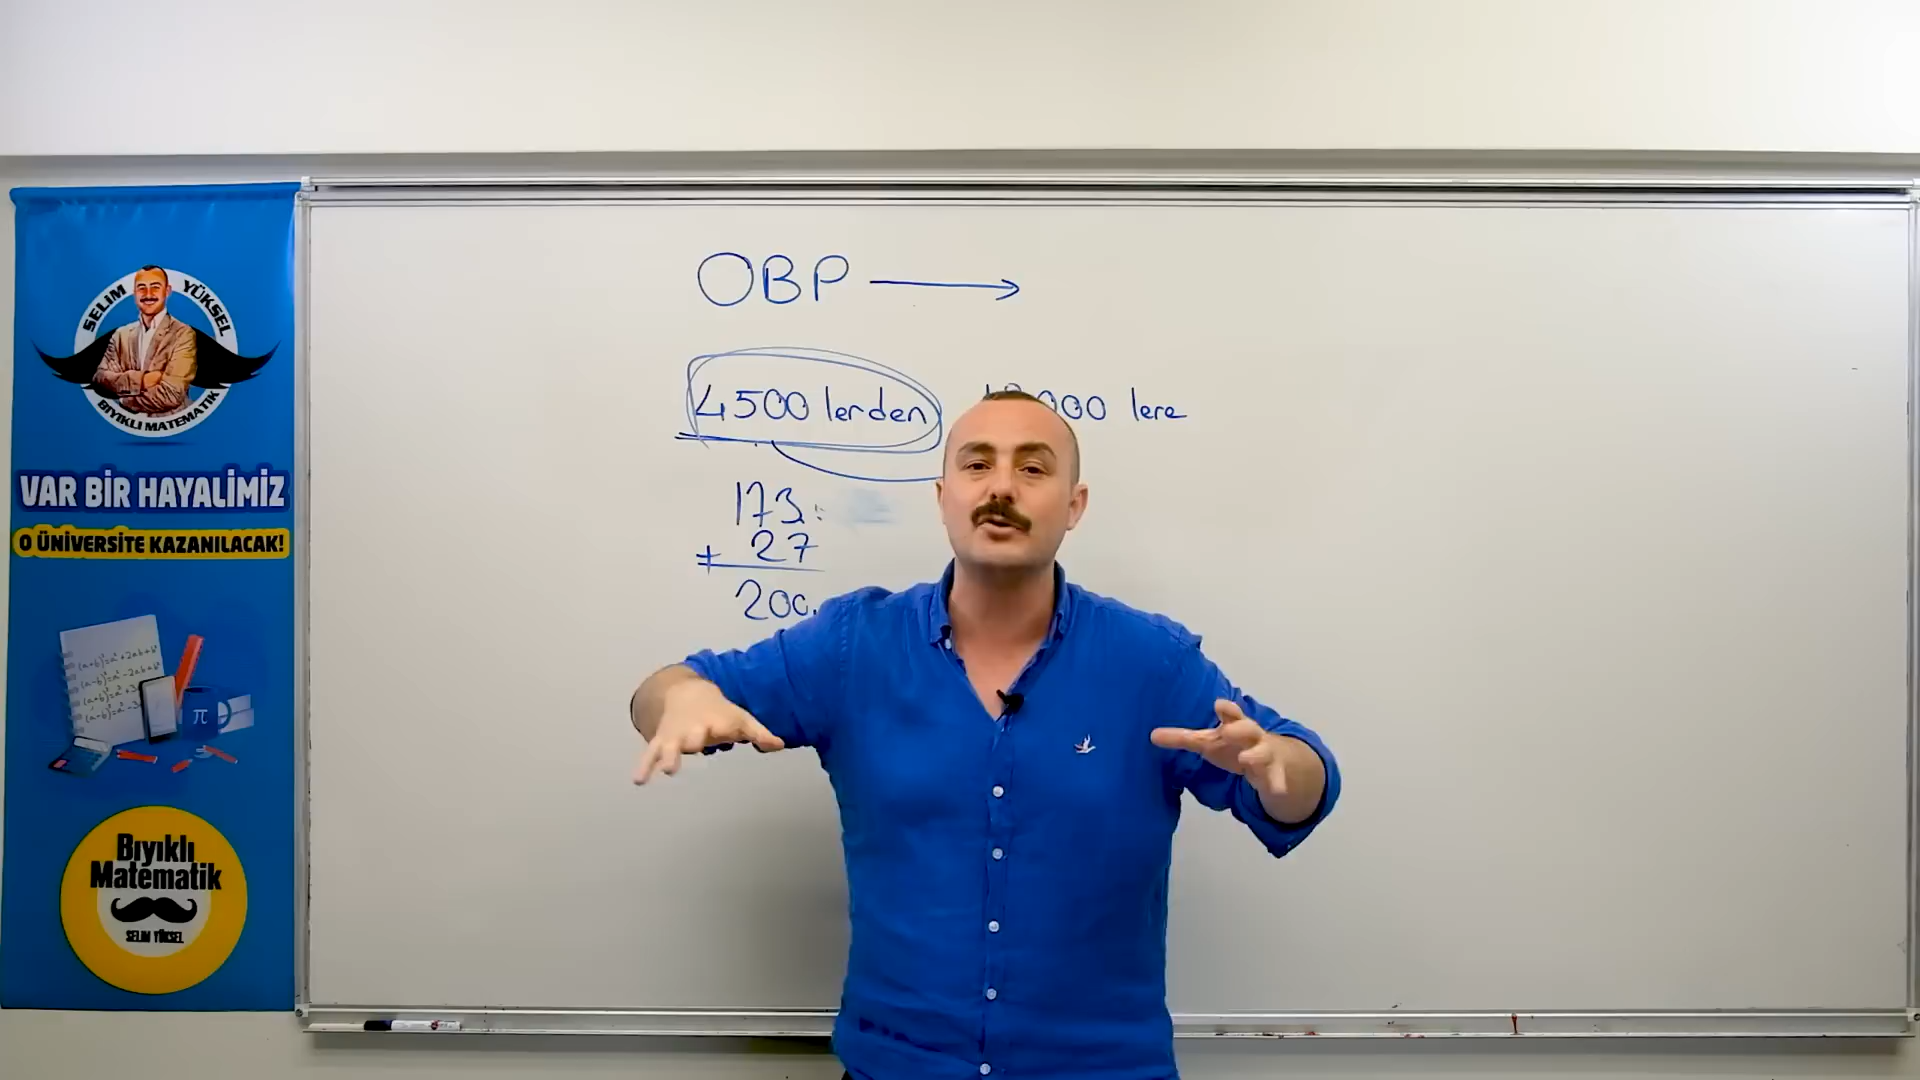 SELİM YÜKSEL
BIYIKLI MATEMATİK
VAR BİR HAYALİMİZ
O ÜNİVERSİTE KAZANILACAK!
π
Bıyıklı
Matematik
SELİM YÜKSEL
OBP
4500 lerden 000 lere
173.
+ 27
200